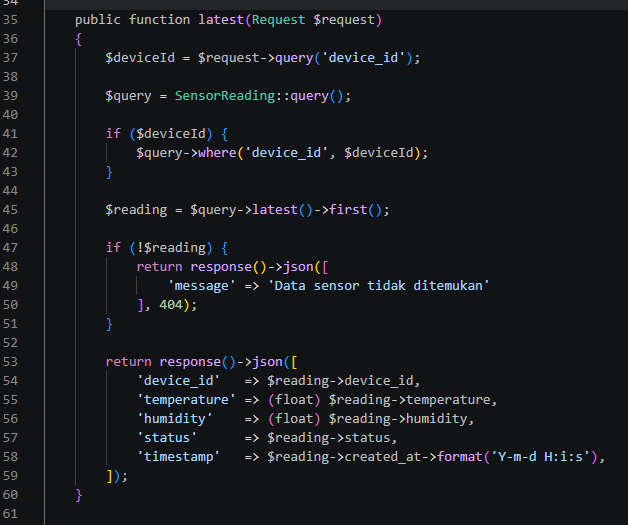 34
35 public function latest(Request $request)
36 {
37 $deviceId = $request->query('device_id');
38
39 $query = SensorReading::query();
40
41 if ($deviceId) {
42 $query->where('device_id', $deviceId);
43 }
44
45 $reading = $query->latest()->first();
46
47 if (!$reading) {
48 return response()->json([
49 'message' => 'Data sensor tidak ditemukan'
50 ], 404);
51 }
52
53 return response()->json([
54 'device_id' => $reading->device_id,
55 'temperature' => (float) $reading->temperature,
56 'humidity' => (float) $reading->humidity,
57 'status' => $reading->status,
58 'timestamp' => $reading->created_at->format('Y-m-d H:i:s'),
59 ]);
60 }
61